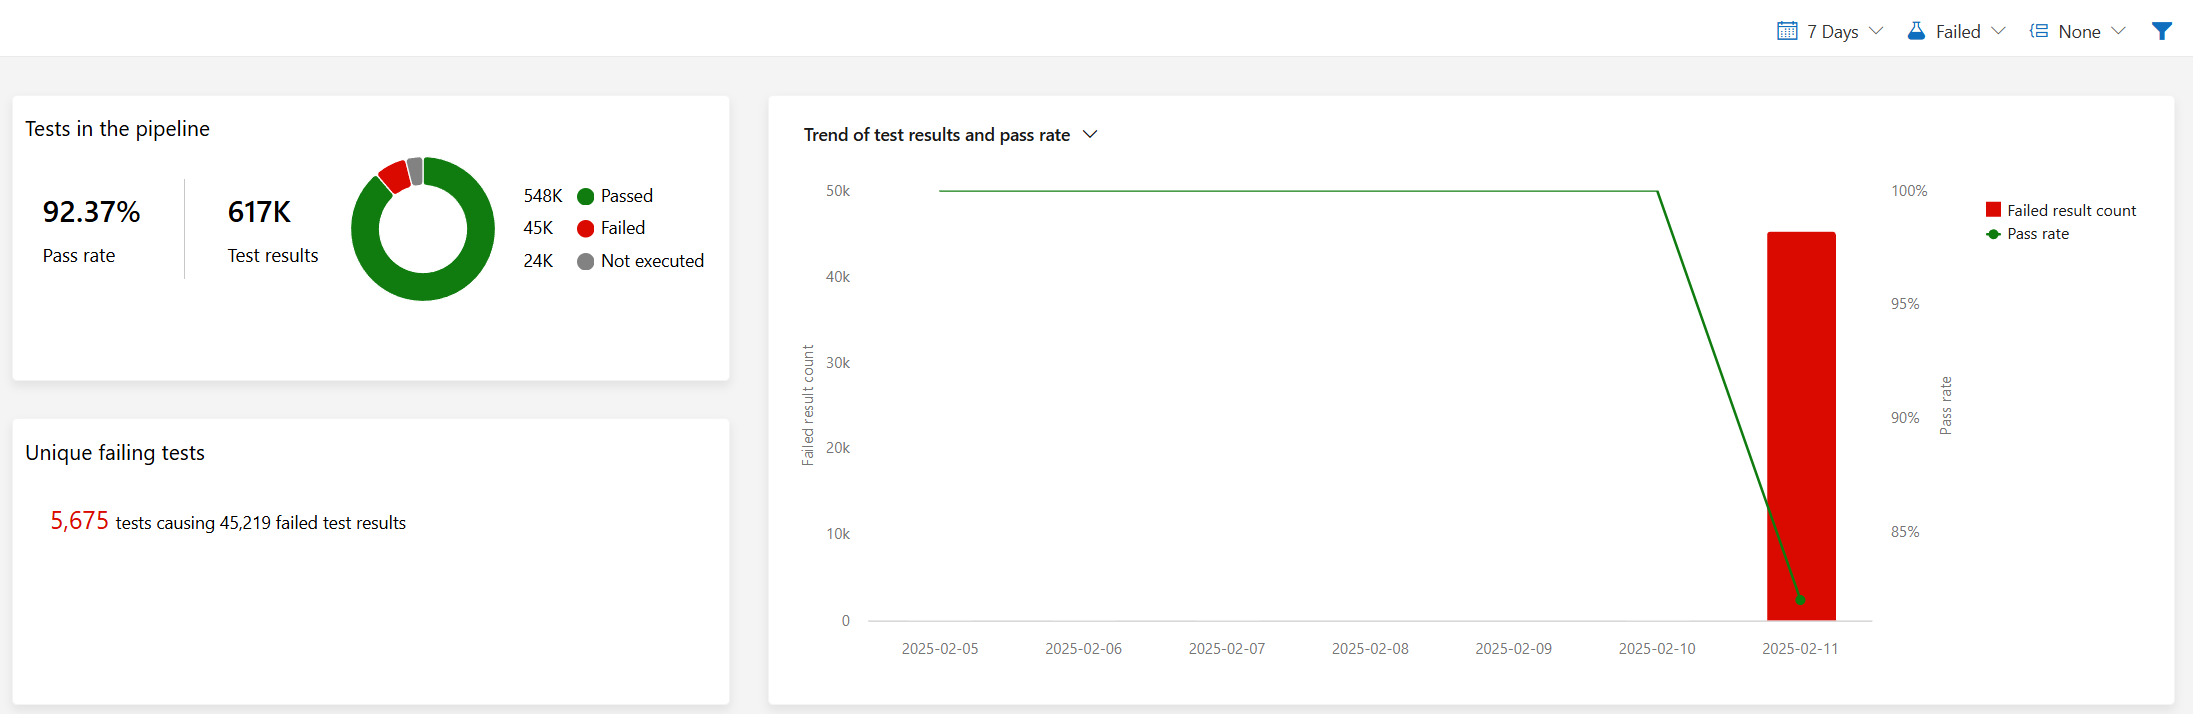 7 Days Failed None
Tests in the pipeline
92.37%
Pass rate
617K
Test results
548K Passed
45K Failed
24K Not executed
Unique failing tests
5,675 tests causing 45,219 failed test results
Trend of test results and pass rate
50k
40k
30k
20k
10k
0
Failed result count
100%
95%
90%
85%
Pass rate
2025-02-05 2025-02-06 2025-02-07 2025-02-08 2025-02-09 2025-02-10 2025-02-11
Failed result count
Pass rate